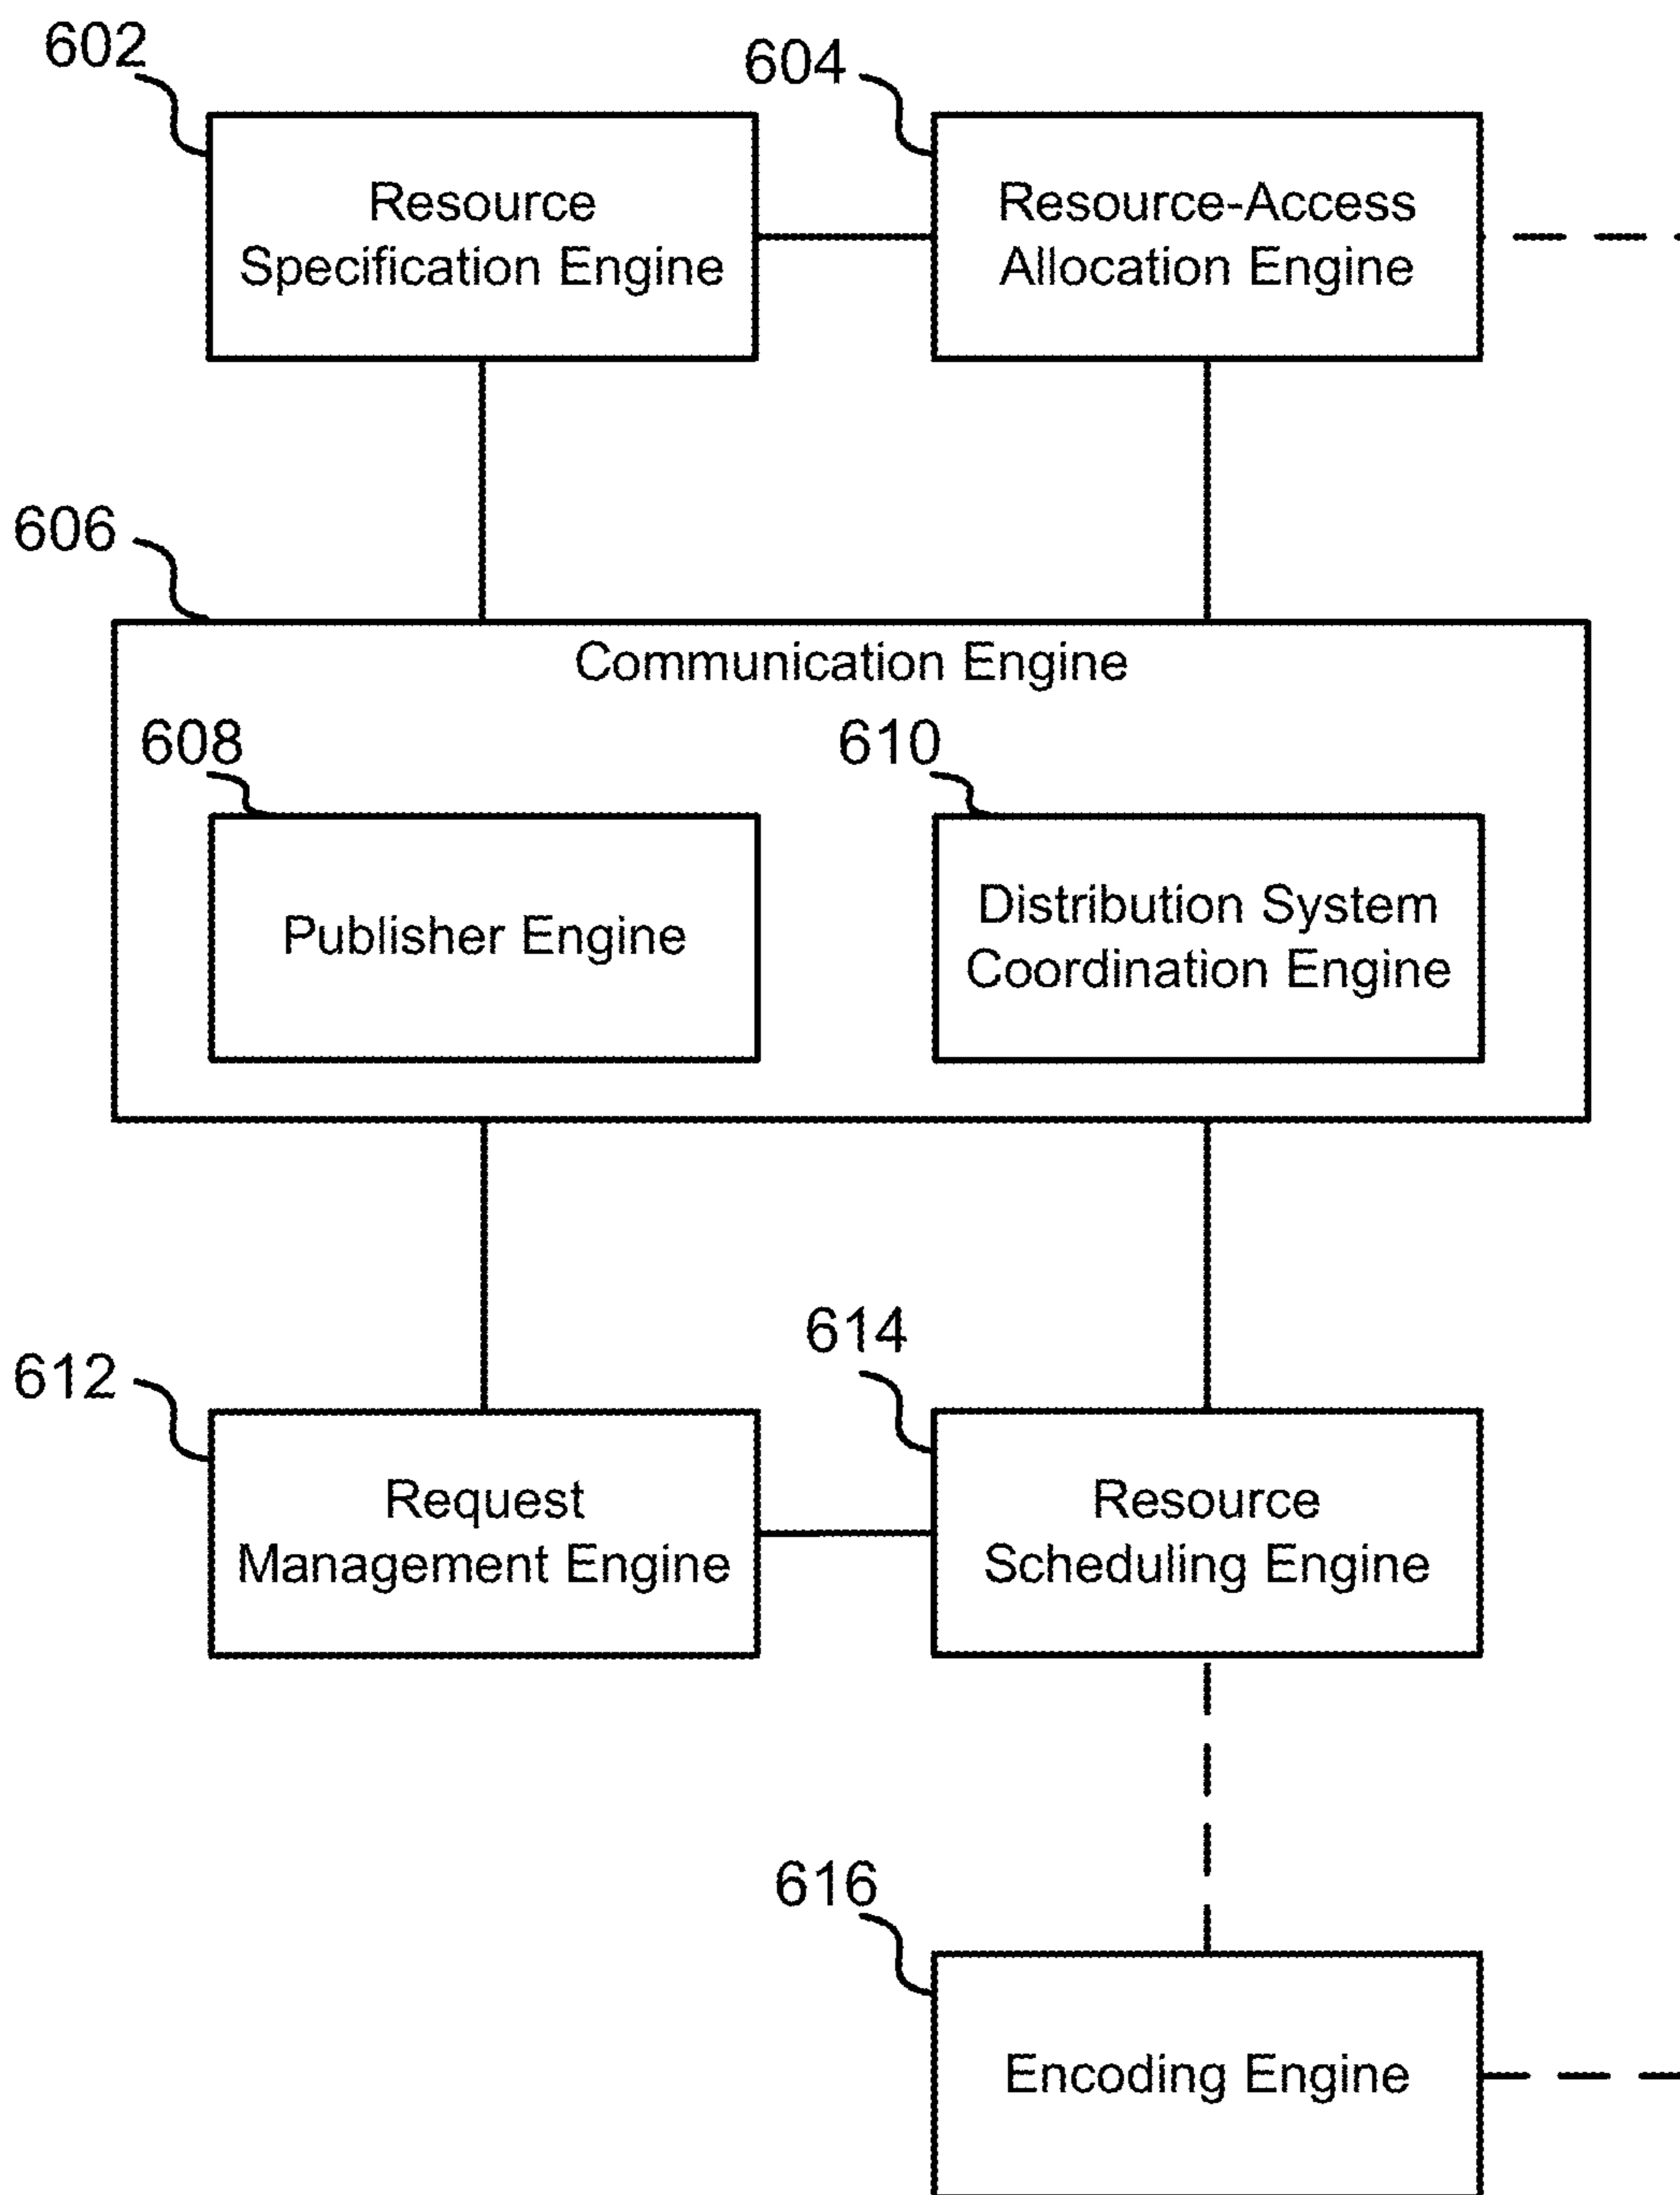 602
604
Resource
Specification Engine
Resource-Access
Allocation Engine
606
Communication Engine
608
610
Publisher Engine
Distribution System
Coordination Engine
612
614
Request
Management Engine
Resource
Scheduling Engine
616
Encoding Engine